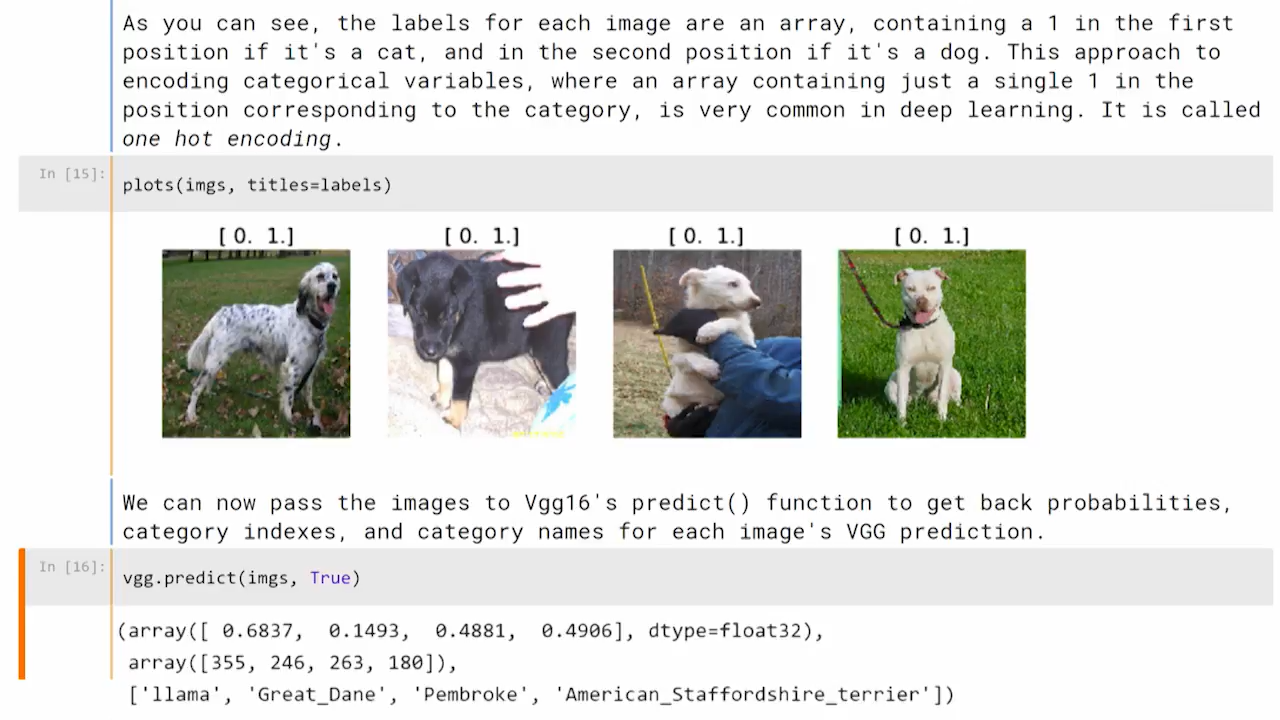 As you can see, the labels for each image are an array, containing a 1 in the first
position if it's a cat, and in the second position if it's a dog. This approach to
encoding categorical variables, where an array containing just a single 1 in the
position corresponding to the category, is very common in deep learning. It is called
one hot encoding.
In [15]:
plots(imgs, titles=labels)
[ 0. 1.] [ 0. 1.] [ 0. 1.] [ 0. 1.]
We can now pass the images to Vgg16's predict() function to get back probabilities,
category indexes, and category names for each image's VGG prediction.
In [16]:
vgg.predict(imgs, True)
(array([ 0.6837, 0.1493, 0.4881, 0.4906], dtype=float32),
array([355, 246, 263, 180]),
['llama', 'Great_Dane', 'Pembroke', 'American_Staffordshire_terrier'])